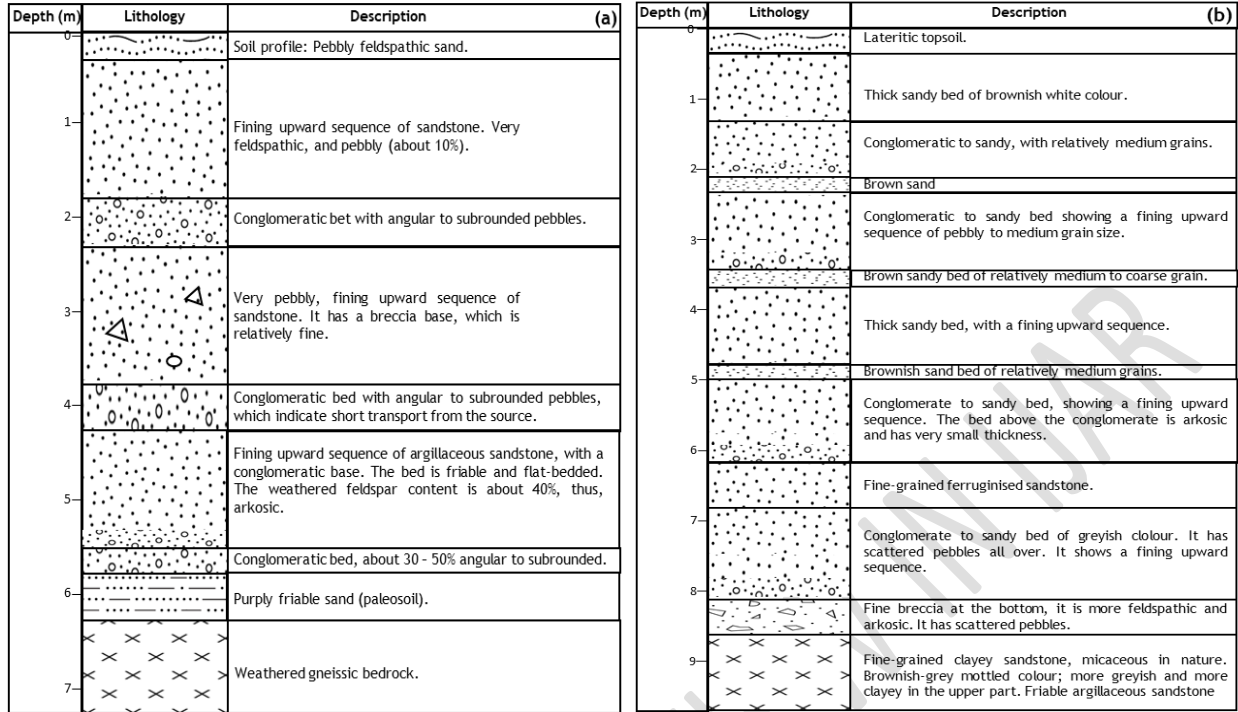 Depth (m) Lithology Description (a)
0
Soil profile: Pebbly feldspathic sand.
1
Fining upward sequence of sandstone. Very
feldspathic, and pebbly (about 10%).
2
Conglomeratic bet with angular to subrounded pebbles.
3
Very pebbly, fining upward sequence of
sandstone. It has a breccia base, which is
relatively fine.
4
Conglomeratic bed with angular to subrounded pebbles,
which indicate short transport from the source.
Fining upward sequence of argillaceous sandstone, with a
conglomeratic base. The bed is friable and flat-bedded.
The weathered feldspar content is about 40%, thus,
arkosic.
5
Conglomeratic bed, about 30 - 50% angular to subrounded.
6
Purply friable sand (paleosoil).
Weathered gneissic bedrock.
7
Depth (m) Lithology Description (b)
0
Lateritic topsoil.
1
Thick sandy bed of brownish white colour.
Conglomeratic to sandy, with relatively medium grains.
2
Brown sand
Conglomeratic to sandy bed showing a fining upward
sequence of pebbly to medium grain size.
3
Brown sandy bed of relatively medium to coarse grain.
4
Thick sandy bed, with a fining upward sequence.
Brownish sand bed of relatively medium grains.
5
Conglomerate to sandy bed, showing a fining upward
sequence. The bed above the conglomerate is arkosic
and has very small thickness.
6
Fine-grained ferruginised sandstone.
7
Conglomerate to sandy bed of greyish clolour. It has
scattered pebbles all over. It shows a fining upward
sequence.
8
Fine breccia at the bottom, it is more feldspathic and
arkosic. It has scattered pebbles.
9
Fine-grained clayey sandstone, micaceous in nature.
Brownish-grey mottled colour; more greyish and more
clayey in the upper part. Friable argillaceous sandstone
IN IJAR